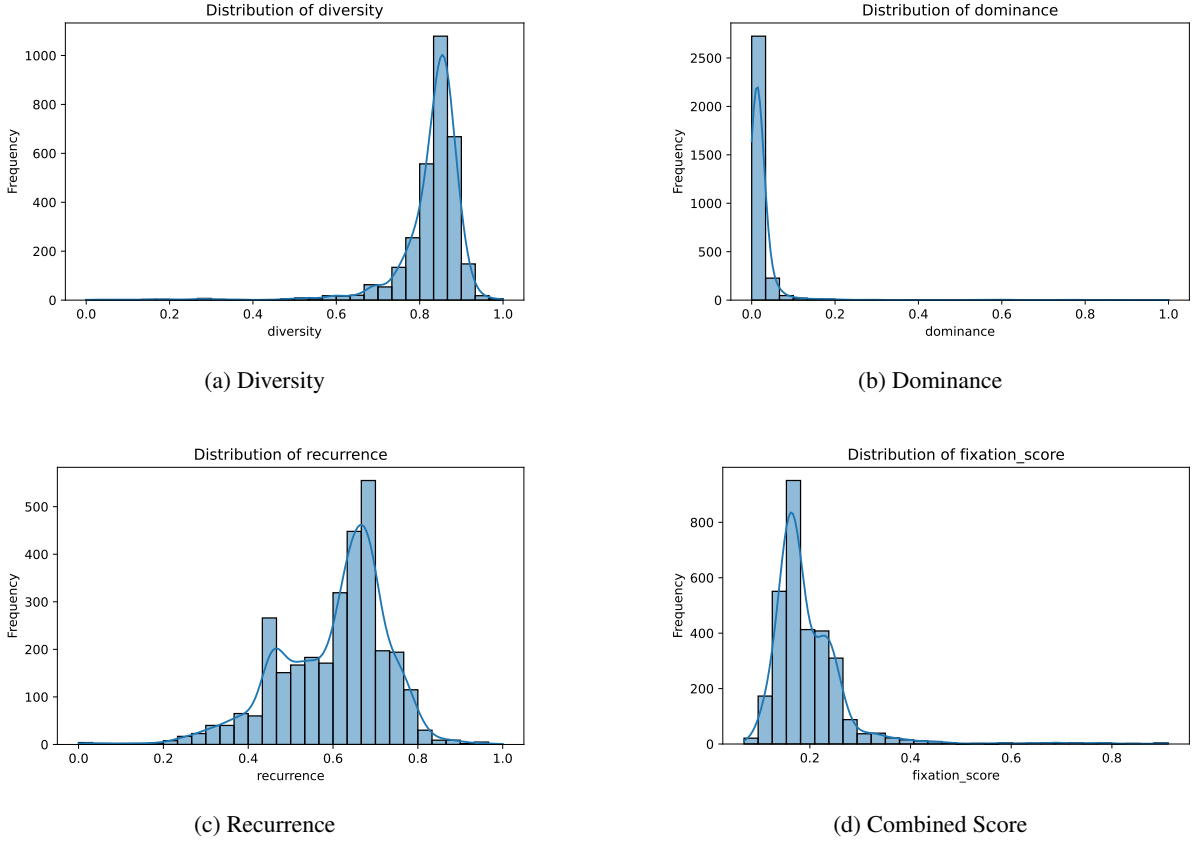 Distribution of diversity
Frequency
0
200
400
600
800
1000
0.0 0.2 0.4 0.6 0.8 1.0
diversity
(a) Diversity
Distribution of dominance
Frequency
0
500
1000
1500
2000
2500
0.0 0.2 0.4 0.6 0.8 1.0
dominance
(b) Dominance
Distribution of recurrence
Frequency
0
100
200
300
400
500
0.0 0.2 0.4 0.6 0.8 1.0
recurrence
(c) Recurrence
Distribution of fixation_score
Frequency
0
200
400
600
800
0.2 0.4 0.6 0.8
fixation_score
(d) Combined Score